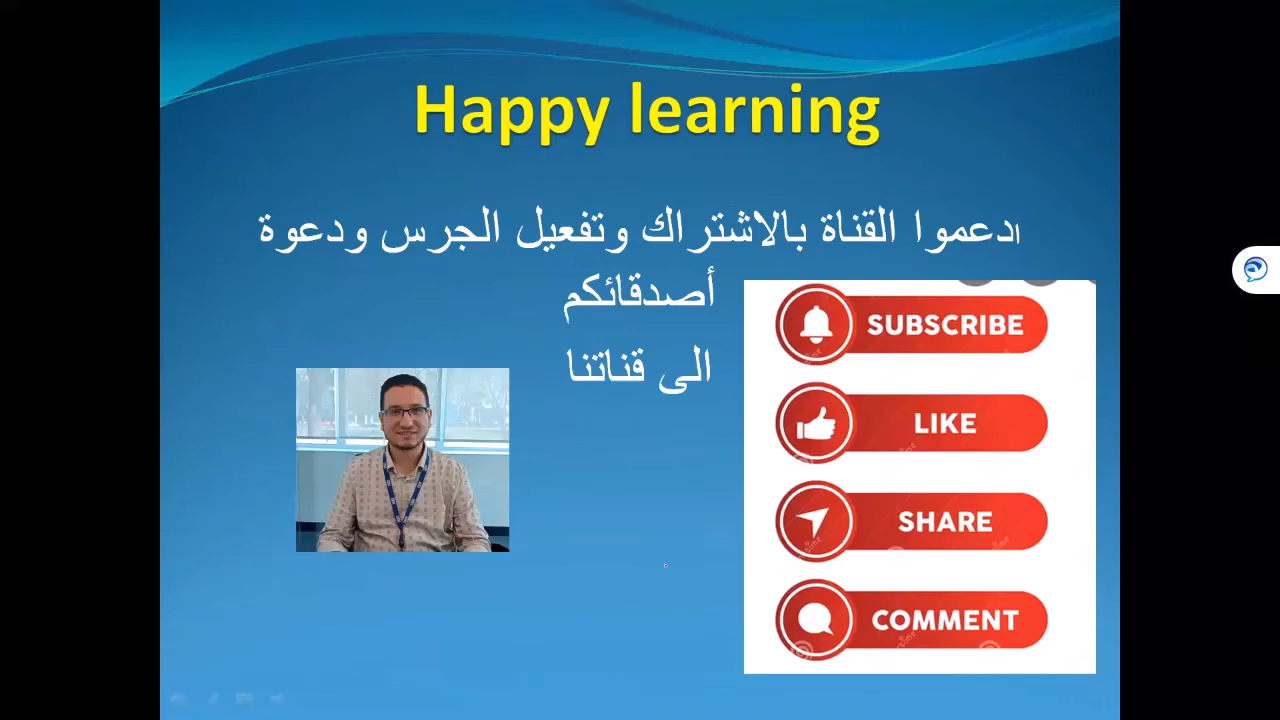 Happy learning
ادعموا القناة بالاشتراك وتفعيل الجرس ودعوة
أصدقائكم
الى قناتنا
SUBSCRIBE
LIKE
SHARE
COMMENT